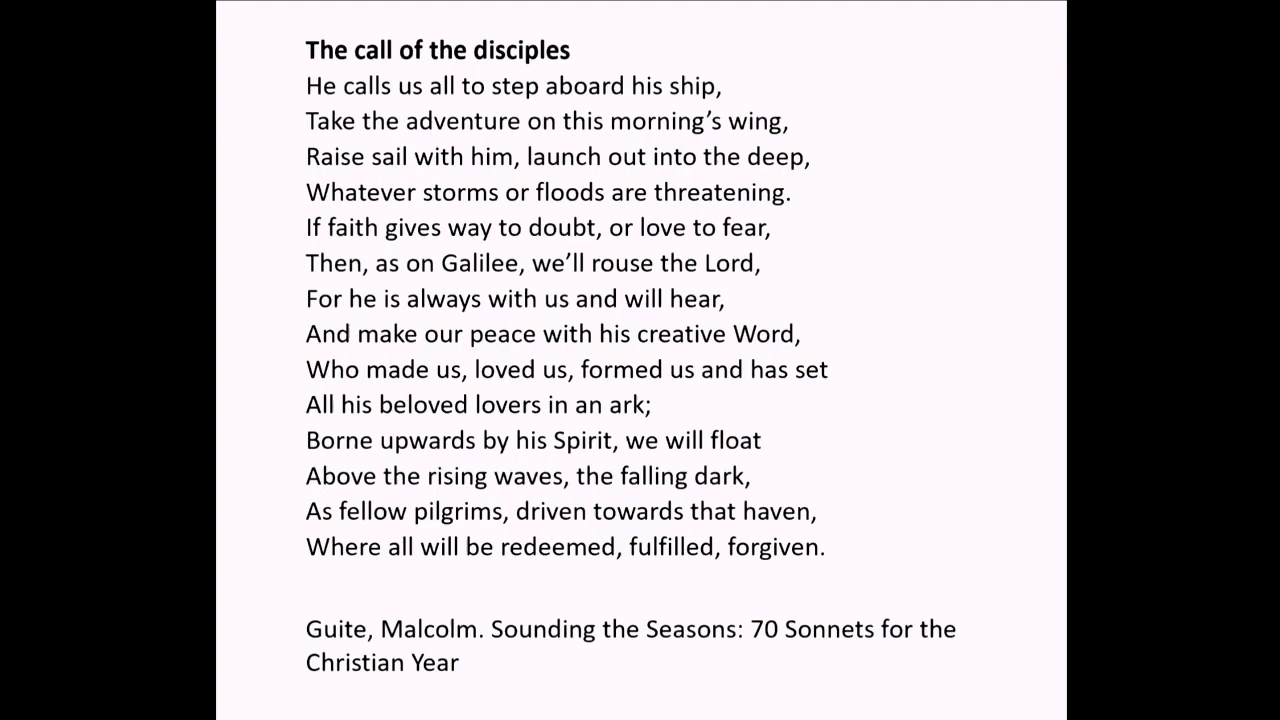 The call of the disciples
He calls us all to step aboard his ship,
Take the adventure on this morning’s wing,
Raise sail with him, launch out into the deep,
Whatever storms or floods are threatening.
If faith gives way to doubt, or love to fear,
Then, as on Galilee, we’ll rouse the Lord,
For he is always with us and will hear,
And make our peace with his creative Word,
Who made us, loved us, formed us and has set
All his beloved lovers in an ark;
Borne upwards by his Spirit, we will float
Above the rising waves, the falling dark,
As fellow pilgrims, driven towards that haven,
Where all will be redeemed, fulfilled, forgiven.
Guite, Malcolm. Sounding the Seasons: 70 Sonnets for the
Christian Year